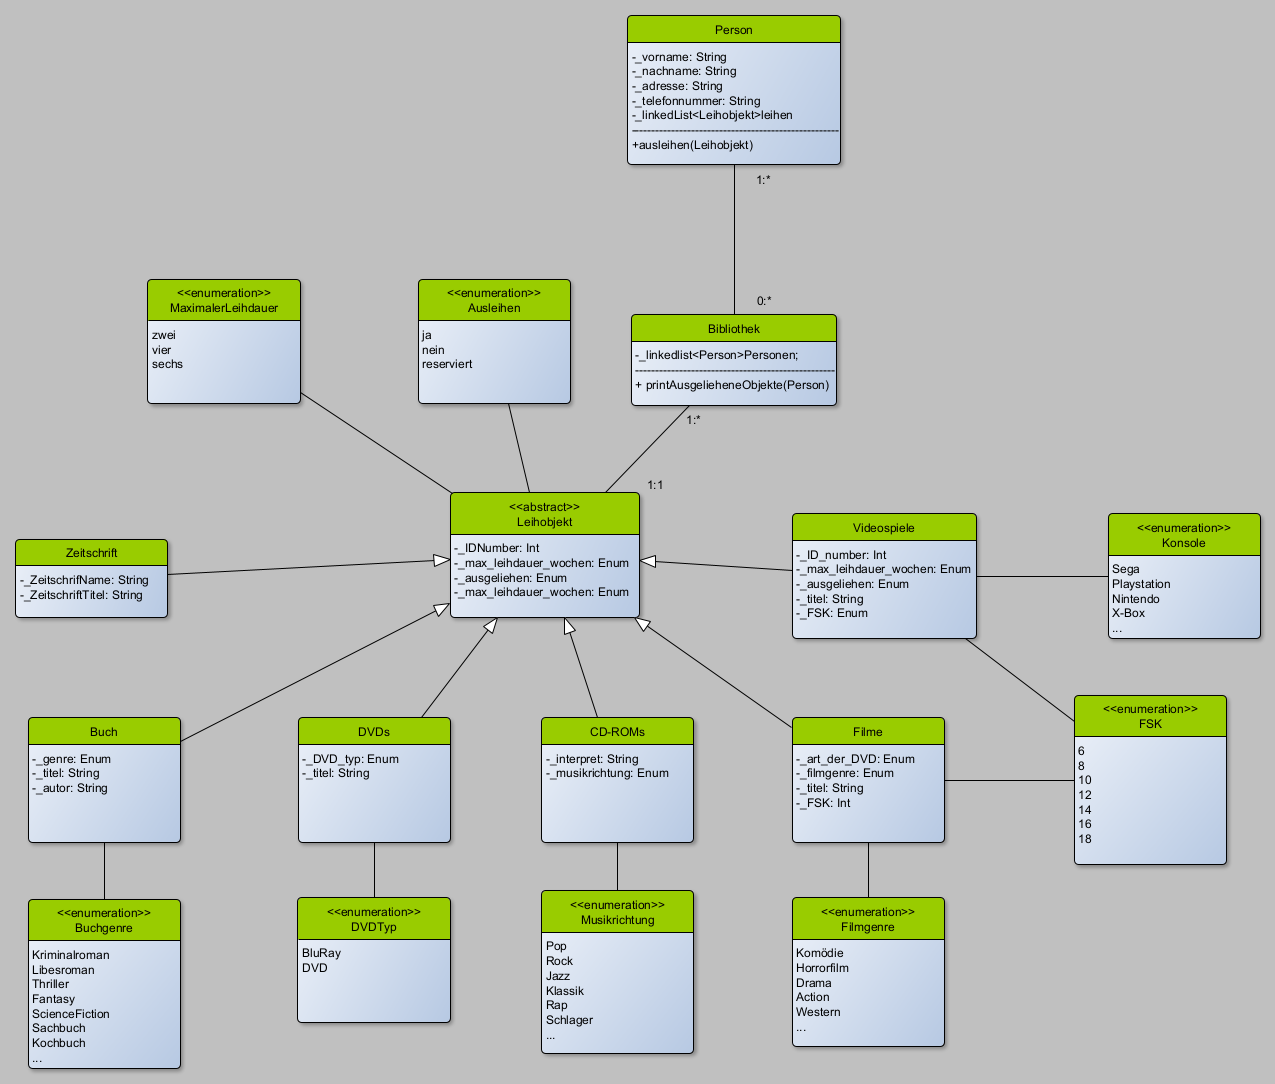 Person
-_vorname: String
-_nachname: String
-_adresse: String
-_telefonnummer: String
-_linkedList<Leihobjekt>leihen
+ausleihen(Leihobjekt)
1:*
0:*
<<enumeration>>
MaximalerLeihdauer
zwei
vier
sechs
<<enumeration>>
Ausleihen
ja
nein
reserviert
Bibliothek
-_linkedlist<Person>Personen;
+ printAusgelieheneObjekte(Person)
1:*
1:1
<<abstract>>
Leihobjekt
-_IDNumber: Int
-_max_leihdauer_wochen: Enum
-_ausgeliehen: Enum
-_max_leihdauer_wochen: Enum
Zeitschrift
-_ZeitschrifName: String
-_ZeitschriftTitel: String
Videospiele
-_ID_number: Int
-_max_leihdauer_wochen: Enum
-_ausgeliehen: Enum
-_titel: String
-_FSK: Enum
<<enumeration>>
Konsole
Sega
Playstation
Nintendo
X-Box
...
Buch
-_genre: Enum
-_titel: String
-_autor: String
DVDs
-_DVD_typ: Enum
-_titel: String
CD-ROMs
-_interpret: String
-_musikrichtung: Enum
Filme
-_art_der_DVD: Enum
-_filmgenre: Enum
-_titel: String
-_FSK: Int
<<enumeration>>
FSK
6
8
10
12
14
16
18
<<enumeration>>
Buchgenre
Kriminalroman
Libesroman
Thriller
Fantasy
ScienceFiction
Sachbuch
Kochbuch
...
<<enumeration>>
DVDTyp
BluRay
DVD
<<enumeration>>
Musikrichtung
Pop
Rock
Jazz
Klassik
Rap
Schlager
...
<<enumeration>>
Filmgenre
Komödie
Horrorfilm
Drama
Action
Western
...